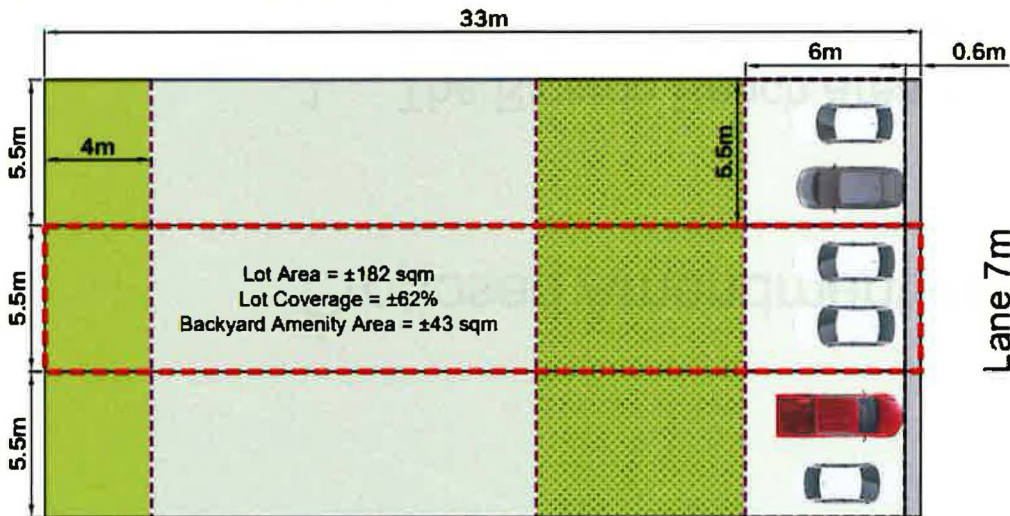 33m
6m
0.6m
5.5m
4m
5.5m
5.5m
Lot Area = ±182 sqm
Lot Coverage = ±62%
Backyard Amenity Area = ±43 sqm
Lane 7m
5.5m